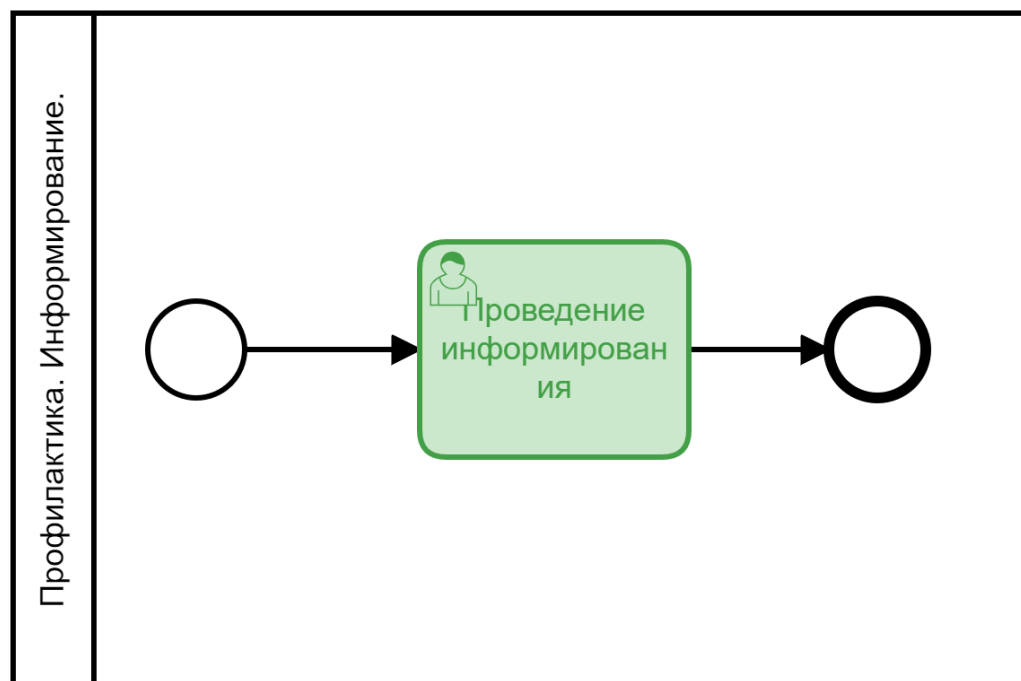 Профилактика. Информирование.
Проведение
информирован
ия